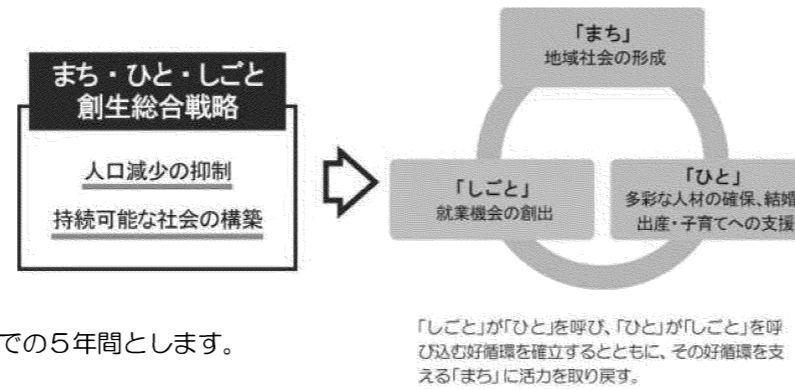 まち・ひと・しごと
創生総合戦略
人口減少の抑制
持続可能な社会の構築
「まち」
地域社会の形成
「しごと」
就業機会の創出
「ひと」
多彩な人材の確保、結婚
出産・子育てへの支援
での５年間とします。
「しごと」が「ひと」を呼び、「ひと」が「しごと」を呼
び込む好循環を確立するとともに、その好循環を支
える「まち」に活力を取り戻す。